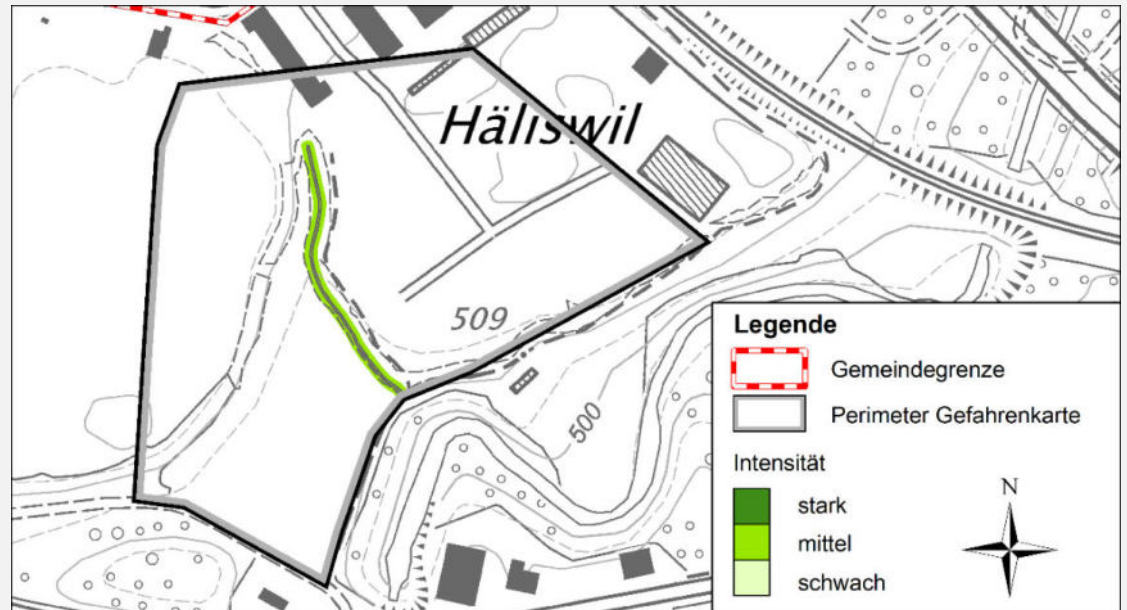 Häliswil
509
500
Legende
Gemeindegrenze
Perimeter Gefahrenkarte
Intensität
stark
mittel
schwach
N